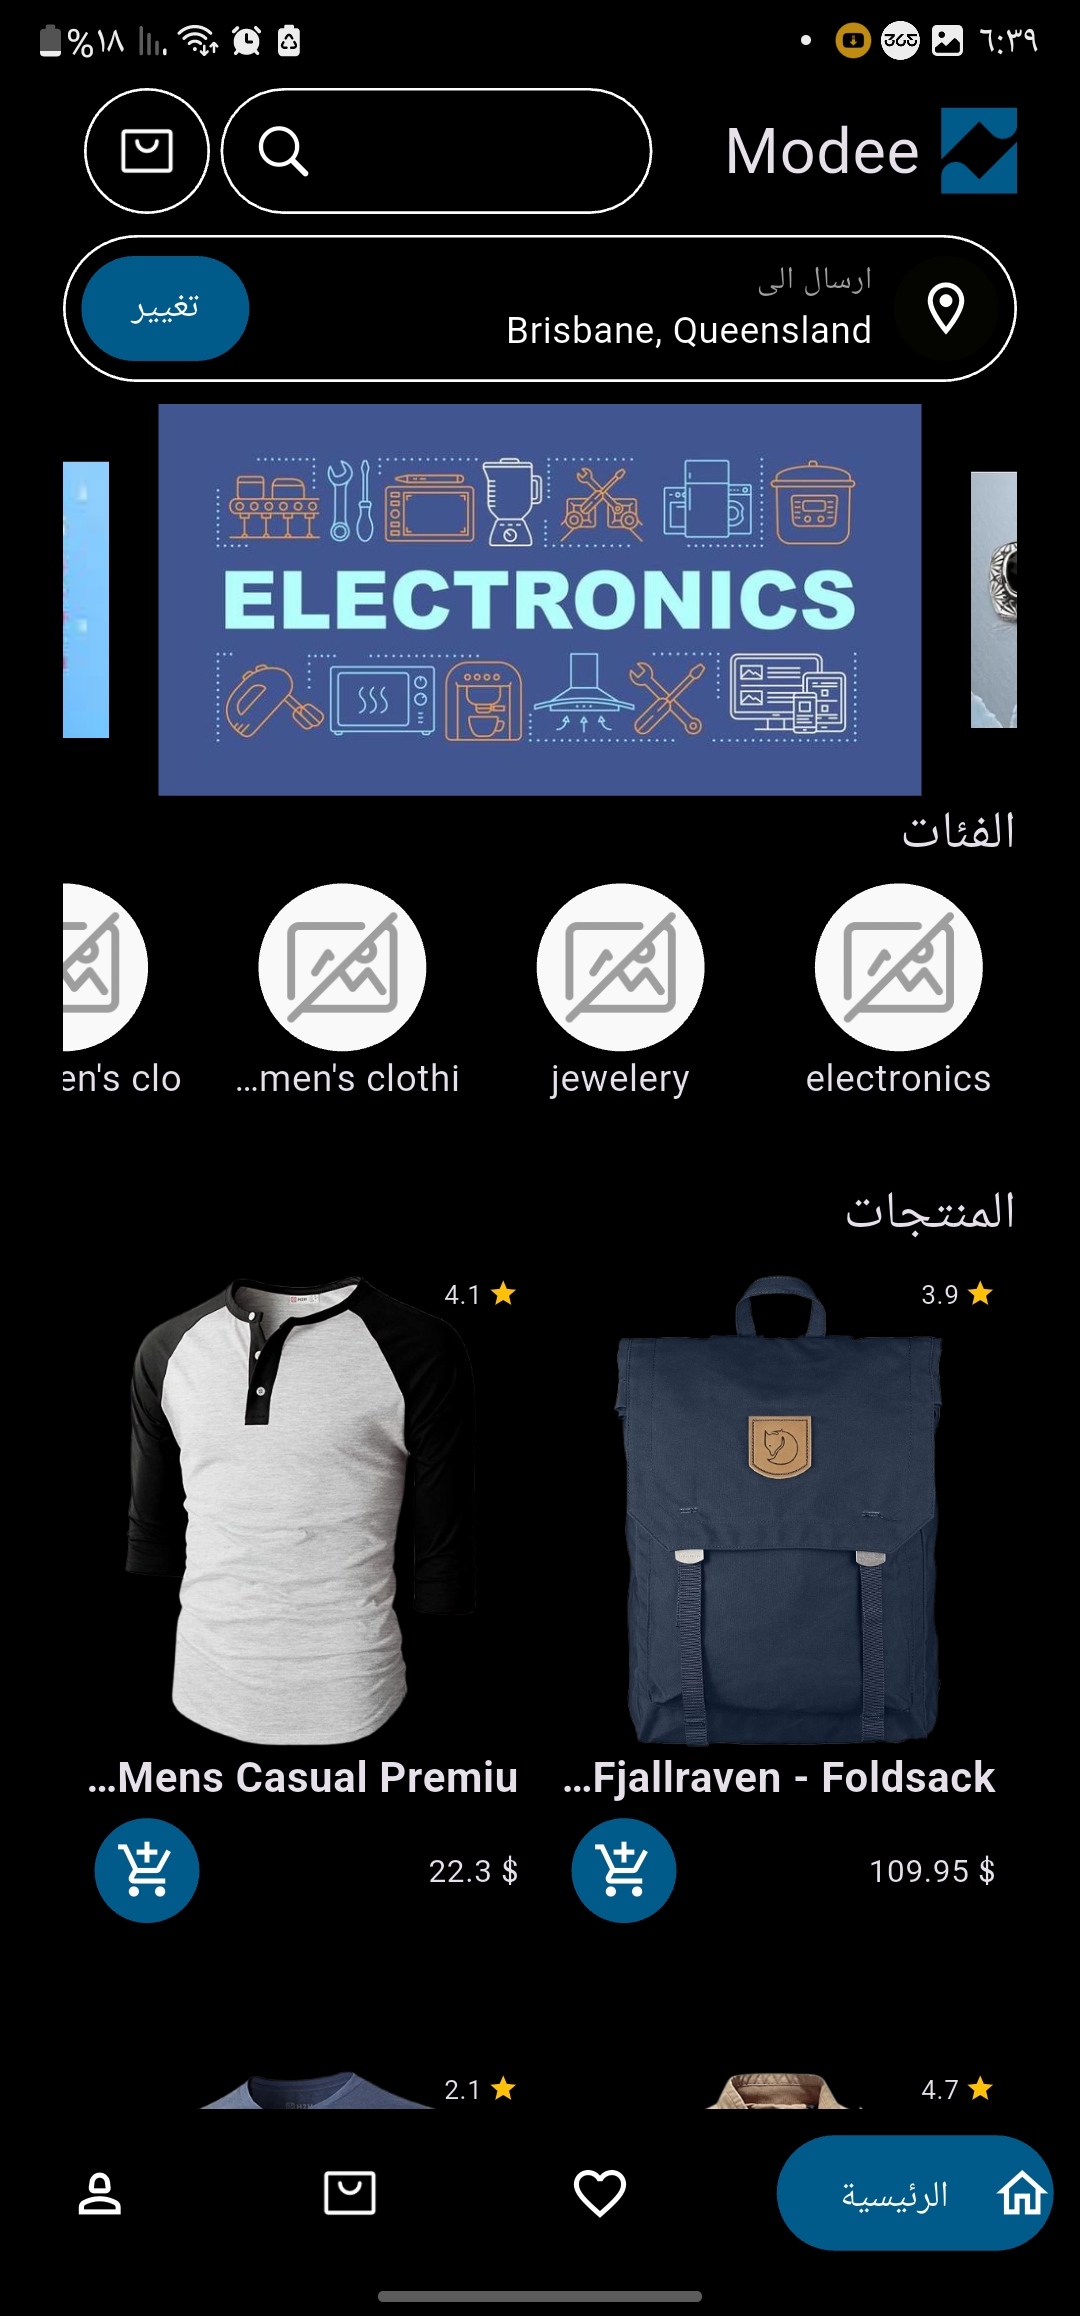 ٦:٣٩
%١٨
Modee
ارسال الى
Brisbane, Queensland
تغيير
ELECTRONICS
الفئات
electronics
jewelery
men's clothi...
en's clo
المنتجات
3.9
4.1
Fjallraven - Foldsack...
Mens Casual Premiu...
109.95 $
22.3 $
4.7
2.1
الرئيسية